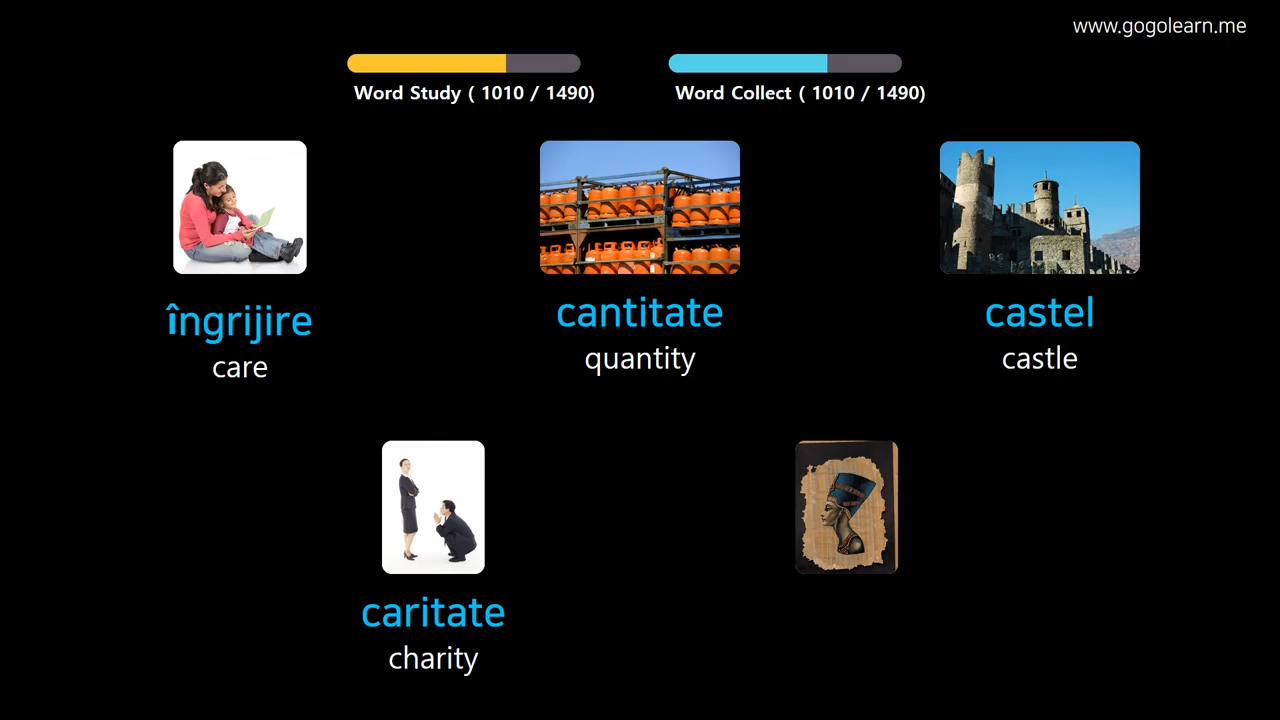 www.gogolearn.me
Word Study ( 1010 / 1490)
Word Collect ( 1010 / 1490)
îngrijire
care
cantitate
quantity
castel
castle
caritate
charity